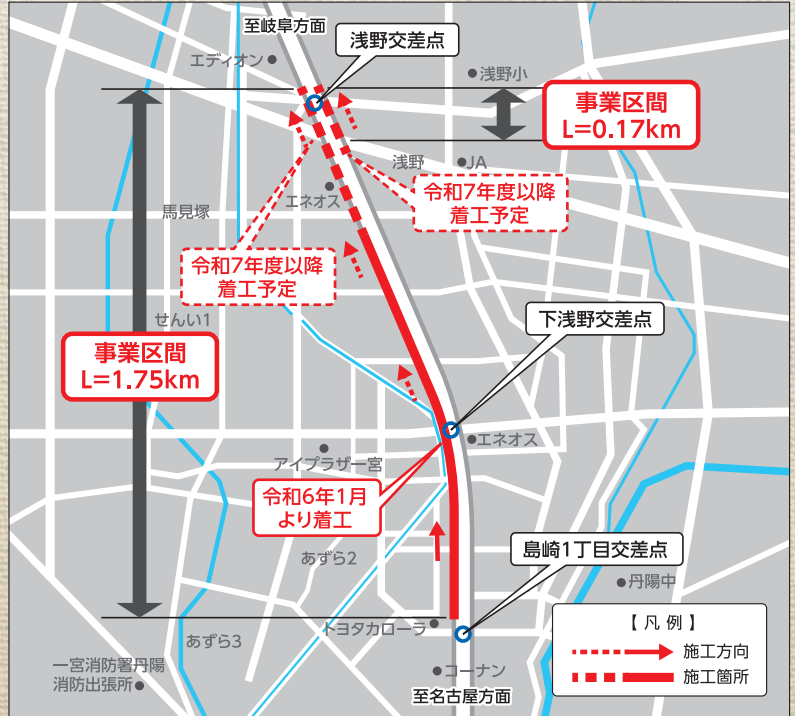 至岐阜方面
浅野交差点
エディオン
浅野小
事業区間
L=0.17km
浅野
JA
令和7年度以降
着工予定
エネオス
馬見塚
令和7年度以降
着工予定
せんい1
下浅野交差点
事業区間
L=1.75km
エネオス
アイプラザ一宮
令和6年1月
より着工
島崎1丁目交差点
あずら2
丹陽中
トヨタカローラ
あずら3
【凡例】
施工方向
施工箇所
一宮消防署丹陽
消防出張所
コーナン
至名古屋方面